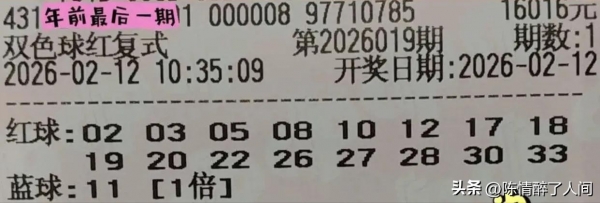 431年前最后一期1 000008 97710785 16016元
双色球红复式 第2026019期 期数:1
2026-02-12 10:35:09 开奖日期:2026-02-12
红球:02 03 05 08 10 12 17 18
19 20 22 26 27 28 30 33
蓝球:11 [1倍]
头条 @陈情醉了人间